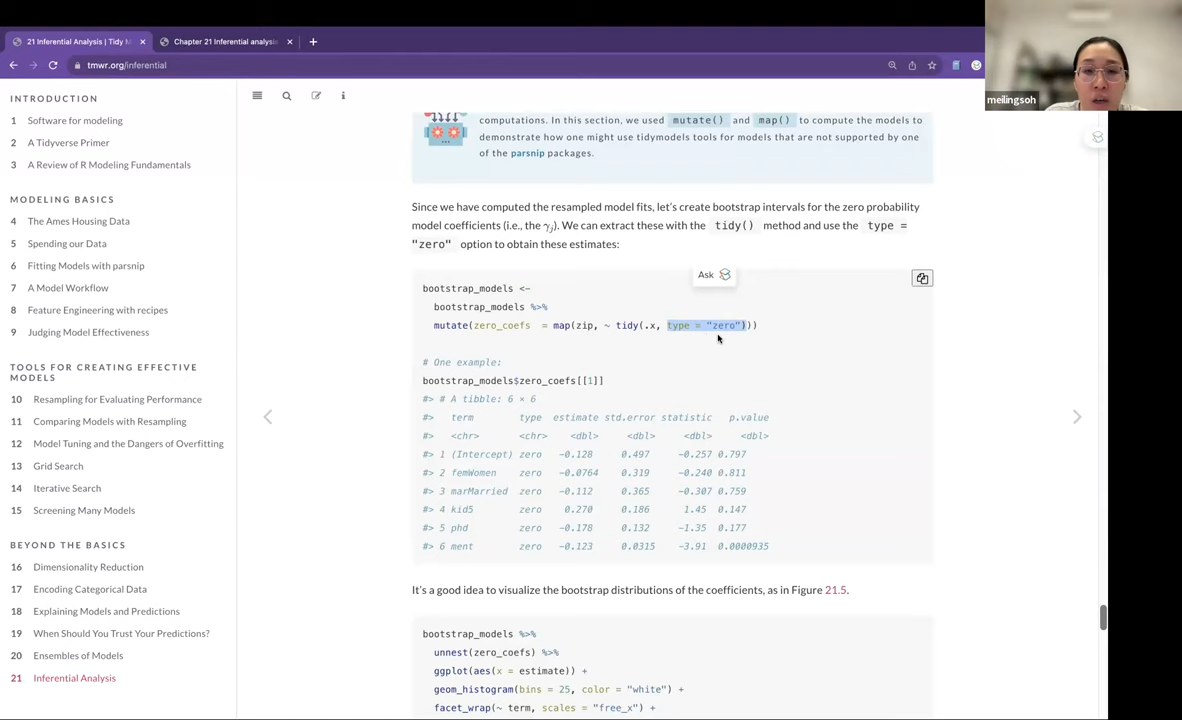 21 Inferential Analysis | Tidy M
Chapter 21 Inferential analysis
tmwr.org/inferential
meilingsoh
INTRODUCTION
1 Software for modeling
2 A Tidyverse Primer
3 A Review of R Modeling Fundamentals
MODELING BASICS
4 The Ames Housing Data
5 Spending our Data
6 Fitting Models with parsnip
7 A Model Workflow
8 Feature Engineering with recipes
9 Judging Model Effectiveness
TOOLS FOR CREATING EFFECTIVE
MODELS
10 Resampling for Evaluating Performance
11 Comparing Models with Resampling
12 Model Tuning and the Dangers of Overfitting
13 Grid Search
14 Iterative Search
15 Screening Many Models
BEYOND THE BASICS
16 Dimensionality Reduction
17 Encoding Categorical Data
18 Explaining Models and Predictions
19 When Should You Trust Your Predictions?
20 Ensembles of Models
21 Inferential Analysis
computations. In this section, we used mutate() and map() to compute the models to
demonstrate how one might use tidymodels tools for models that are not supported by one
of the parsnip packages.
Since we have computed the resampled model fits, let's create bootstrap intervals for the zero probability
model coefficients (i.e., the γj). We can extract these with the tidy() method and use the type =
"zero" option to obtain these estimates:
Ask
bootstrap_models <-
bootstrap_models %>%
mutate(zero_coefs = map(zip, ~ tidy(.x, type = "zero")))
# One example:
bootstrap_models$zero_coefs[[1]]
#> # A tibble: 6 × 6
#> term type estimate std.error statistic p.value
#> <chr> <chr> <dbl> <dbl> <dbl> <dbl>
#> 1 (Intercept) zero -0.128 0.497 -0.257 0.797
#> 2 femWomen zero -0.0764 0.319 -0.240 0.811
#> 3 marMarried zero -0.112 0.365 -0.307 0.759
#> 4 kid5 zero 0.270 0.186 1.45 0.147
#> 5 phd zero -0.178 0.132 -1.35 0.177
#> 6 ment zero -0.123 0.0315 -3.91 0.0000935
It's a good idea to visualize the bootstrap distributions of the coefficients, as in Figure 21.5.
bootstrap_models %>%
unnest(zero_coefs) %>%
ggplot(aes(x = estimate)) +
geom_histogram(bins = 25, color = "white") +
facet_wrap(~ term, scales = "free_x") +